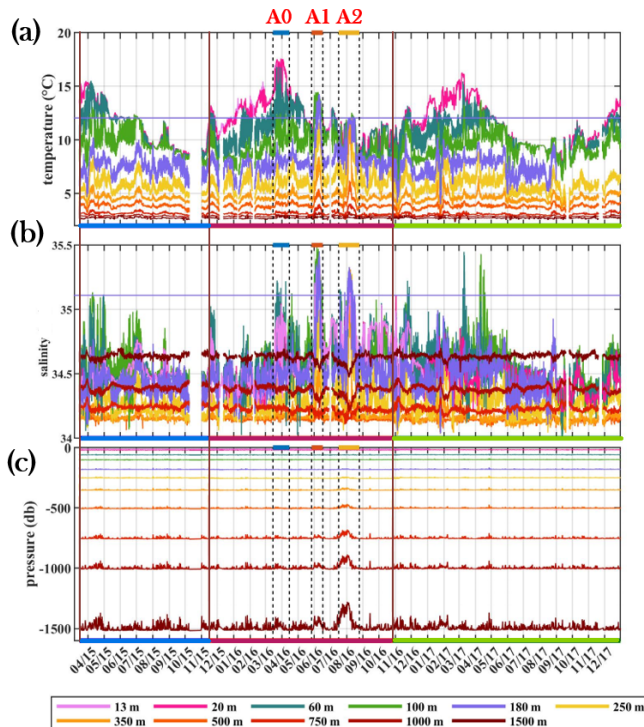 A0 A1 A2
(a)
20
15
10
5
temperature (°C)
(b)
35.5
35
34.5
34
salinity
(c)
0
-500
-1000
-1500
pressure (db)
04/15 05/15 06/15 07/15 08/15 09/15 10/15 11/15 12/15 01/16 02/16 03/16 04/16 05/16 06/16 07/16 08/16 09/16 10/16 11/16 12/16 01/17 02/17 03/17 04/17 05/17 06/17 07/17 08/17 09/17 10/17 11/17 12/17
13 m 20 m 60 m 100 m 180 m 250 m
350 m 500 m 750 m 1000 m 1500 m